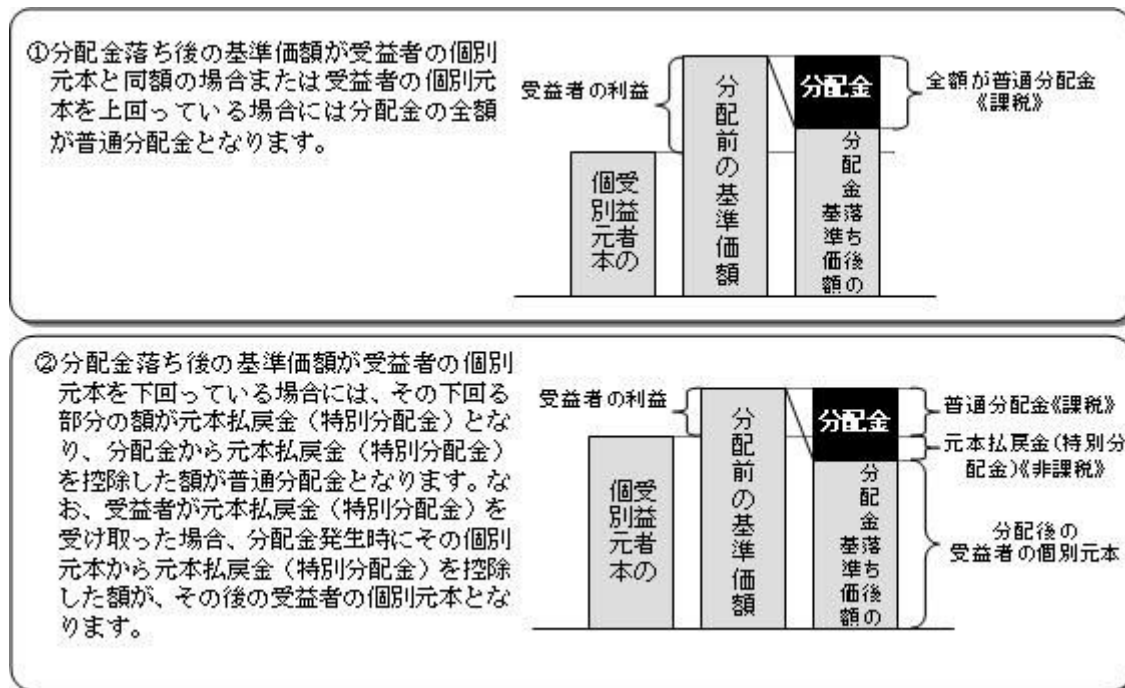 ①分配金落ち後の基準価額が受益者の個別
元本と同額の場合または受益者の個別元
本を上回っている場合には分配金の全額
が普通分配金となります。
受益者の利益
受益者の
個別元本
分配前の基準価額
分配金
分配金落ち後の
基準価額
全額が普通分配金
《課税》
②分配金落ち後の基準価額が受益者の個別
元本を下回っている場合には、その下回る
部分の額が元本払戻金（特別分配金）とな
り、分配金から元本払戻金（特別分配金）
を控除した額が普通分配金となります。な
お、受益者が元本払戻金（特別分配金）を
受け取った場合、分配金発生時にその個別
元本から元本払戻金（特別分配金）を控除
した額が、その後の受益者の個別元本とな
ります。
受益者の利益
受益者の
個別元本
分配前の基準価額
分配金
分配金落ち後の
基準価額
普通分配金《課税》
元本払戻金(特別分
配金)《非課税》
分配後の
受益者の個別元本